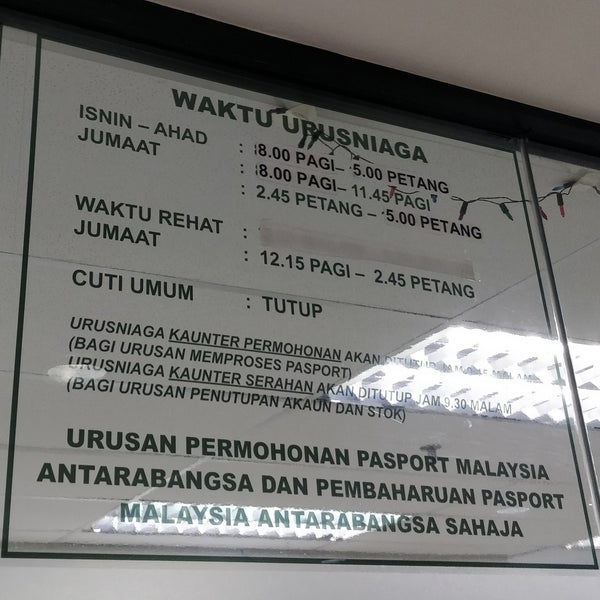 WAKTU URUSNIAGA
ISNIN – AHAD : 8.00 PAGI – 5.00 PETANG
JUMAAT : 8.00 PAGI – 11.45 PAGI
: 2.45 PETANG – 5.00 PETANG
WAKTU REHAT :
JUMAAT : 12.15 PAGI – 2.45 PETANG
CUTI UMUM : TUTUP
URUSNIAGA KAUNTER PERMOHONAN AKAN DITUTUP JAM MALAM
(BAGI URUSAN MEMPROSES PASPORT)
URUSNIAGA KAUNTER SERAHAN AKAN DITUTUP JAM 9.30 MALAM
(BAGI URUSAN PENUTUPAN AKAUN DAN STOK)
URUSAN PERMOHONAN PASPORT MALAYSIA
ANTARABANGSA DAN PEMBAHARUAN PASPORT
MALAYSIA ANTARABANGSA SAHAJA